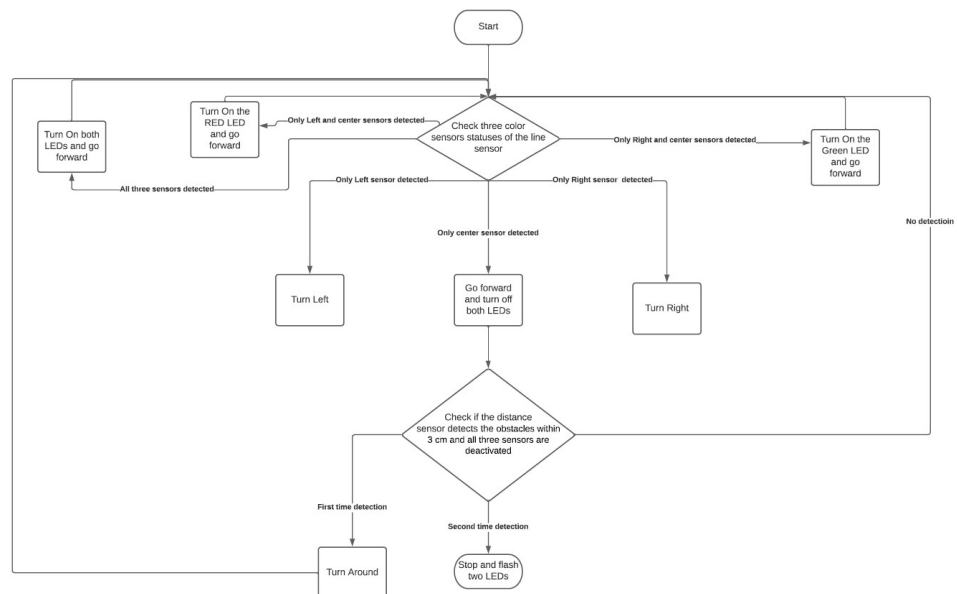 Start
Turn On the
RED LED
and go
forward
Only Left and center sensors detected
Check three color
sensors statuses of the line
sensor
Only Right and center sensors detected
Turn On both
LEDs and go
forward
Turn On the
Green LED
and go
forward
All three sensors detected
Only Left sensor detected
Only Right sensor detected
No detectioin
Only center sensor detected
Turn Left
Go forward
and turn off
both LEDs
Turn Right
Check if the distance
sensor detects the obstacles within
3 cm and all three sensors are
deactivated
First time detection
Second time detection
Turn Around
Stop and flash
two LEDs